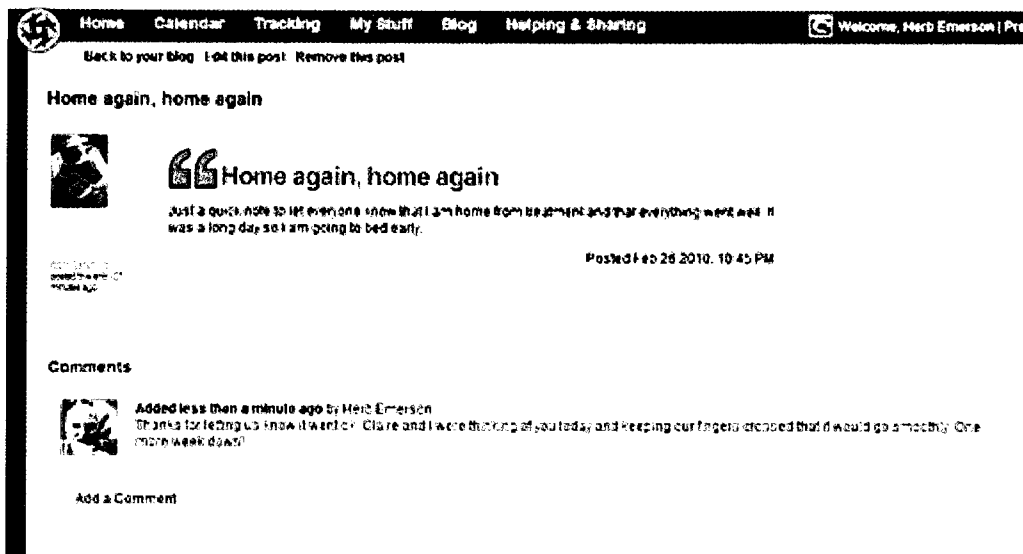 Home Calendar Tracking My Stuff Blog Helping & Sharing Welcome, Herb Emerson | Pre
Back to your blog Edit this post Remove this post
Home again, home again
Home again, home again
Just a quick note to let everyone know that I am home from treatment and that everything went well. It
was a long day so I am going to bed early.
Posted Feb 26 2010, 10:45 PM
minute ago
Comments
Added less than a minute ago by Herb Emerson
Thanks for letting us know it went ok. Claire and I were thinking of you today and keeping our fingers crossed that it would go smoothly. One
more week down!
Add a Comment